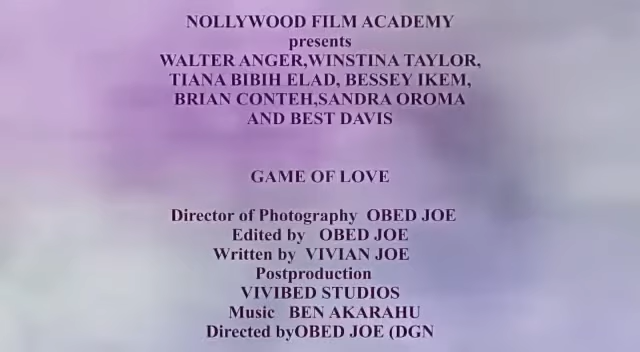 NOLLYWOOD FILM ACADEMY
presents
WALTER ANGER,WINSTINA TAYLOR,
TIANA BIBIH ELAD, BESSEY IKEM,
BRIAN CONTEH,SANDRA OROMA
AND BEST DAVIS
GAME OF LOVE
Director of Photography OBED JOE
Edited by OBED JOE
Written by VIVIAN JOE
Postproduction
VIVIBED STUDIOS
Music BEN AKARAHU
Directed byOBED JOE (DGN